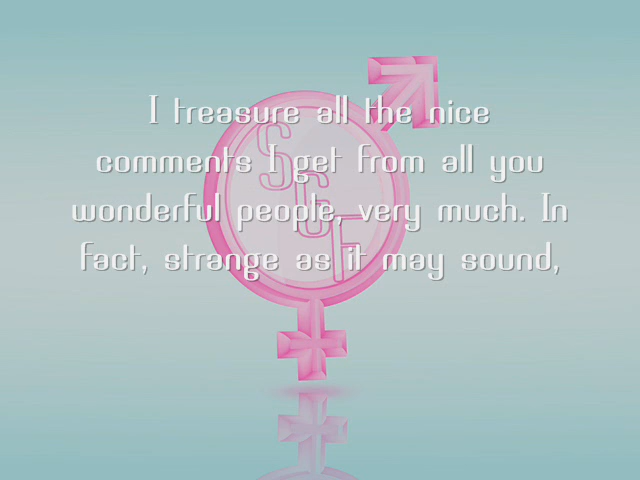 I treasure all the nice
comments I get from all you
wonderful people, very much. In
fact, strange as it may sound,
SGF